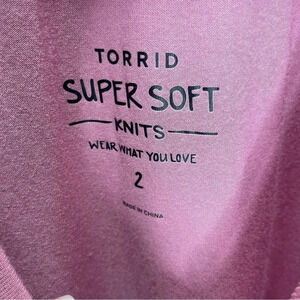 TORRID
SUPER SOFT
KNITS
WEAR WHAT YOU LOVE
2
MADE IN CHINA